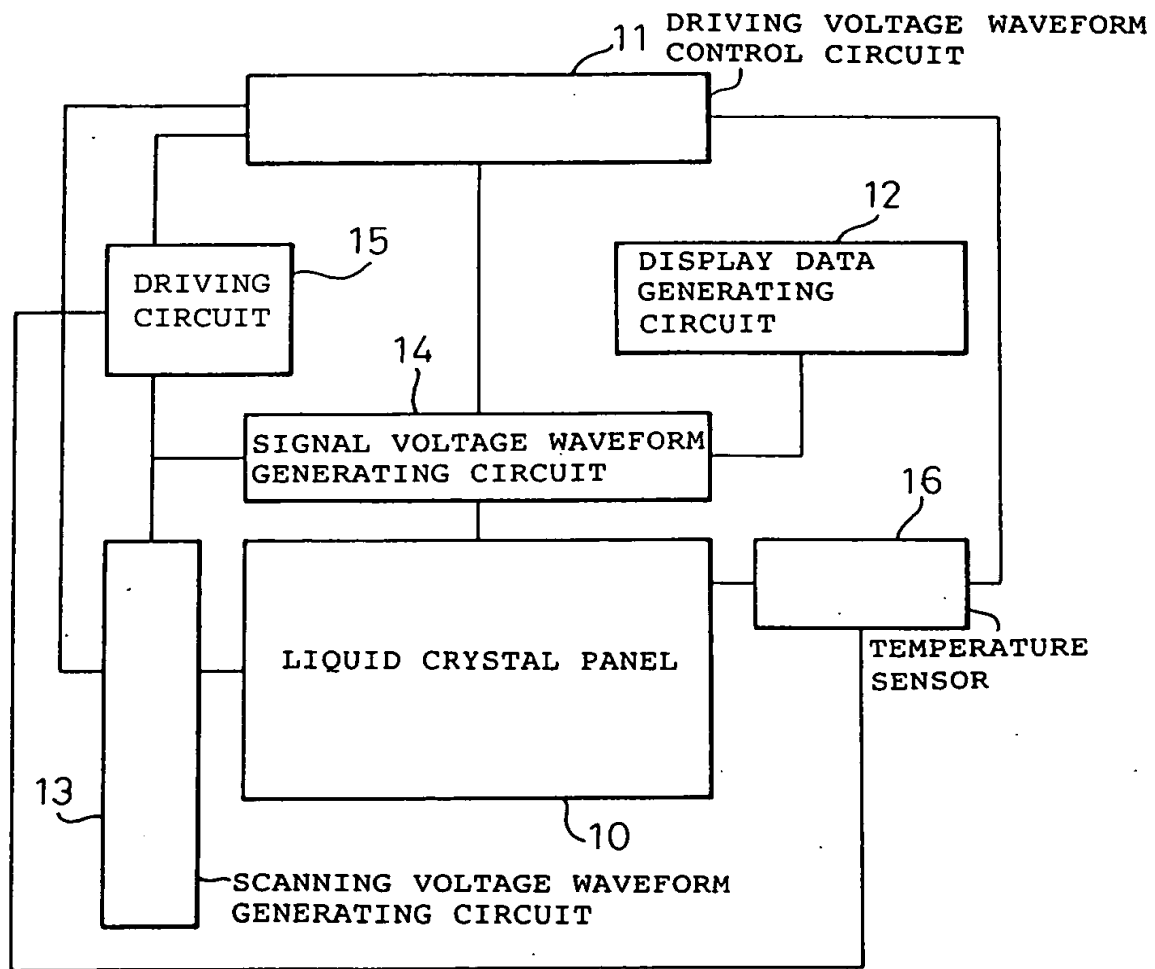 11
DRIVING VOLTAGE WAVEFORM
CONTROL CIRCUIT
15
DRIVING
CIRCUIT
12
DISPLAY DATA
GENERATING
CIRCUIT
14
SIGNAL VOLTAGE WAVEFORM
GENERATING CIRCUIT
16
TEMPERATURE
SENSOR
LIQUID CRYSTAL PANEL
13
10
SCANNING VOLTAGE WAVEFORM
GENERATING CIRCUIT